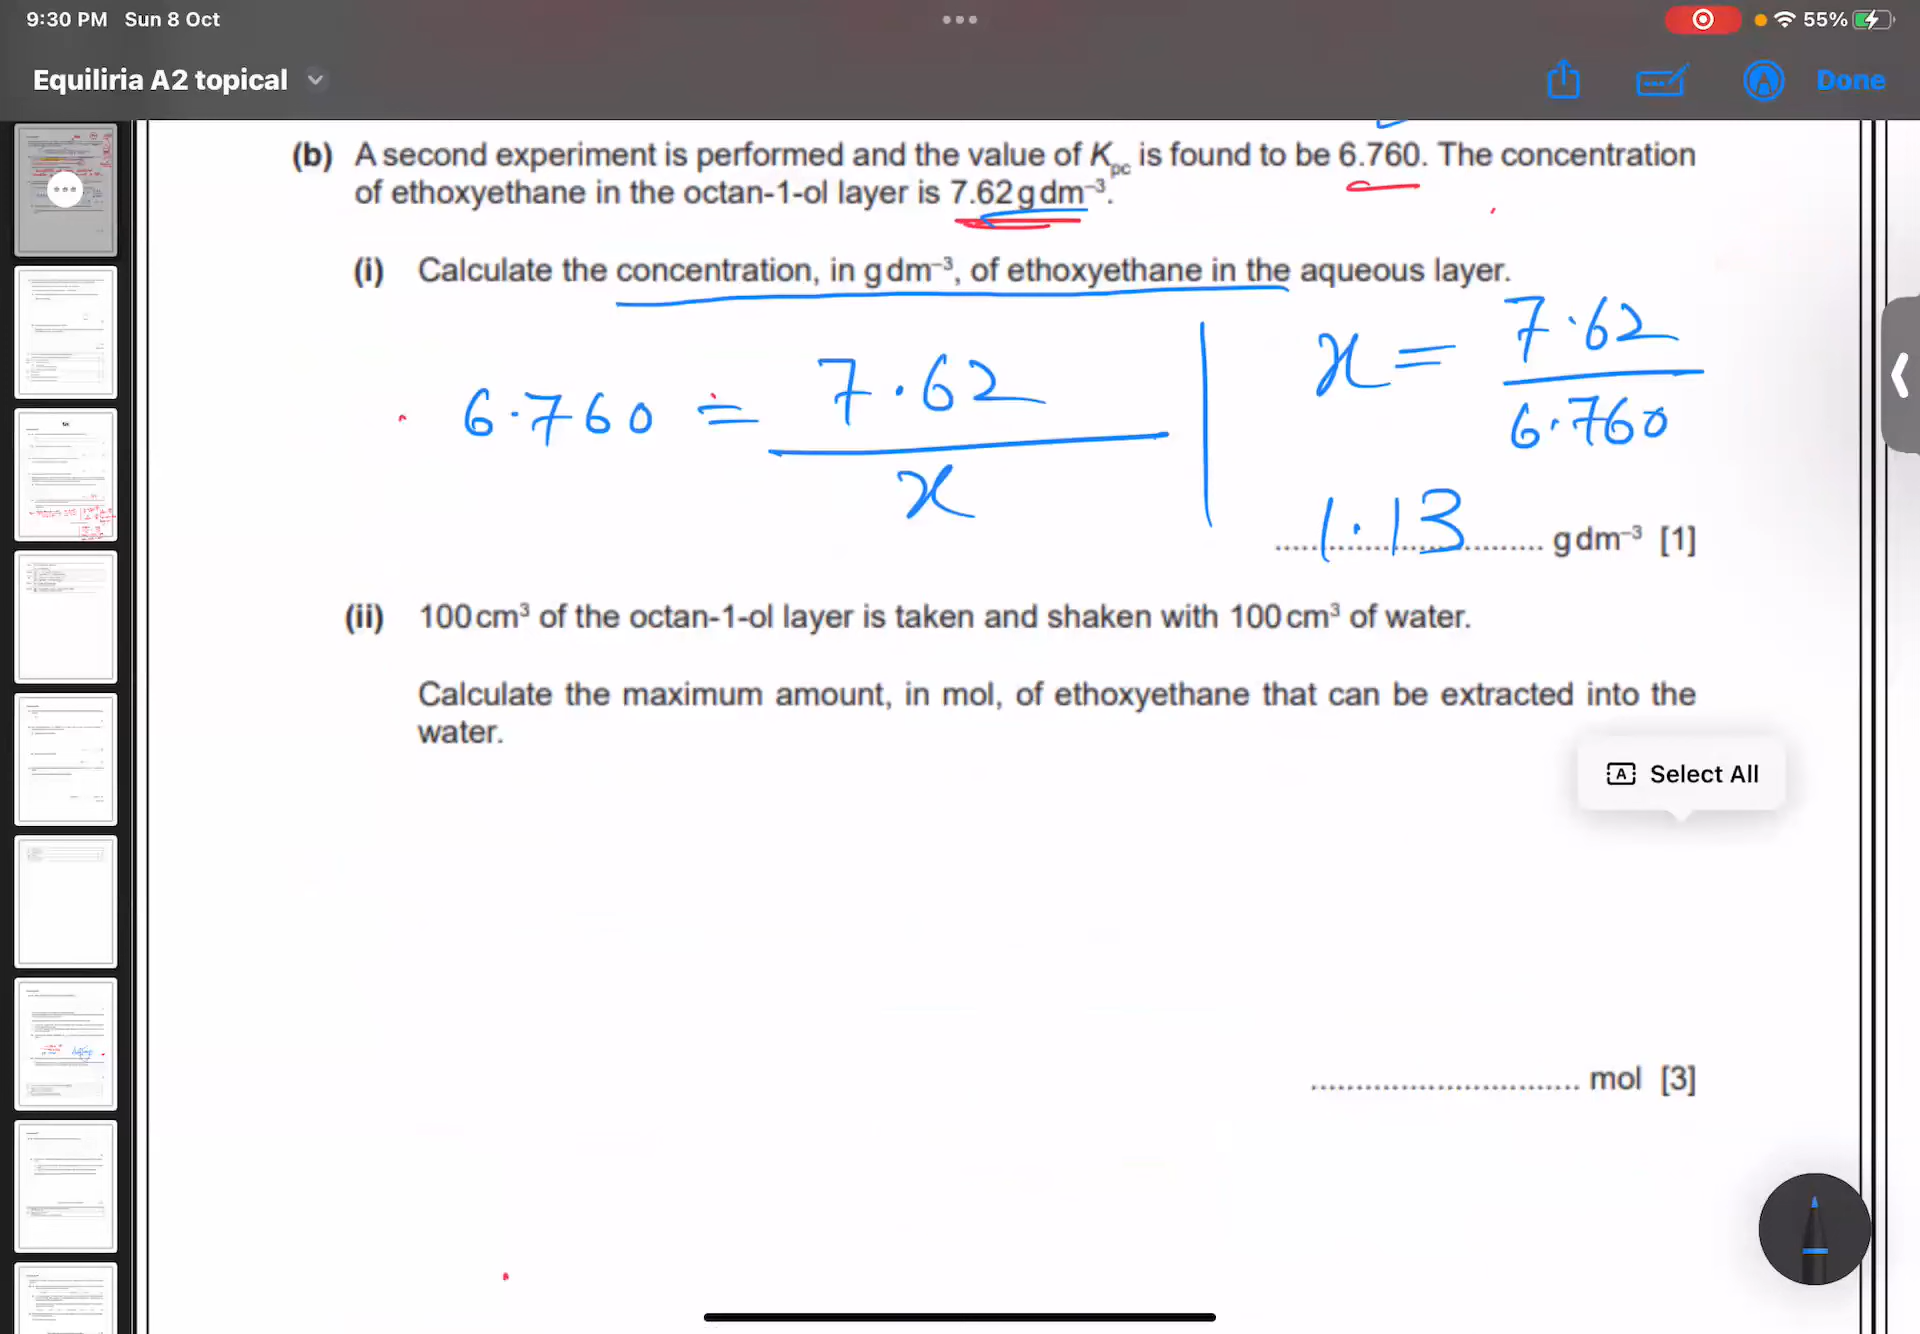 9:30 PM Sun 8 Oct
55%
Equiliria A2 topical
Done
(b) A second experiment is performed and the value of Kpc is found to be 6.760. The concentration
of ethoxyethane in the octan-1-ol layer is 7.62 g dm⁻³.
(i) Calculate the concentration, in g dm⁻³, of ethoxyethane in the aqueous layer.
6.760 = 7.62 / x
x = 7.62 / 6.760
1.13 g dm⁻³ [1]
(ii) 100 cm³ of the octan-1-ol layer is taken and shaken with 100 cm³ of water.
Calculate the maximum amount, in mol, of ethoxyethane that can be extracted into the
water.
A Select All
.............................. mol [3]